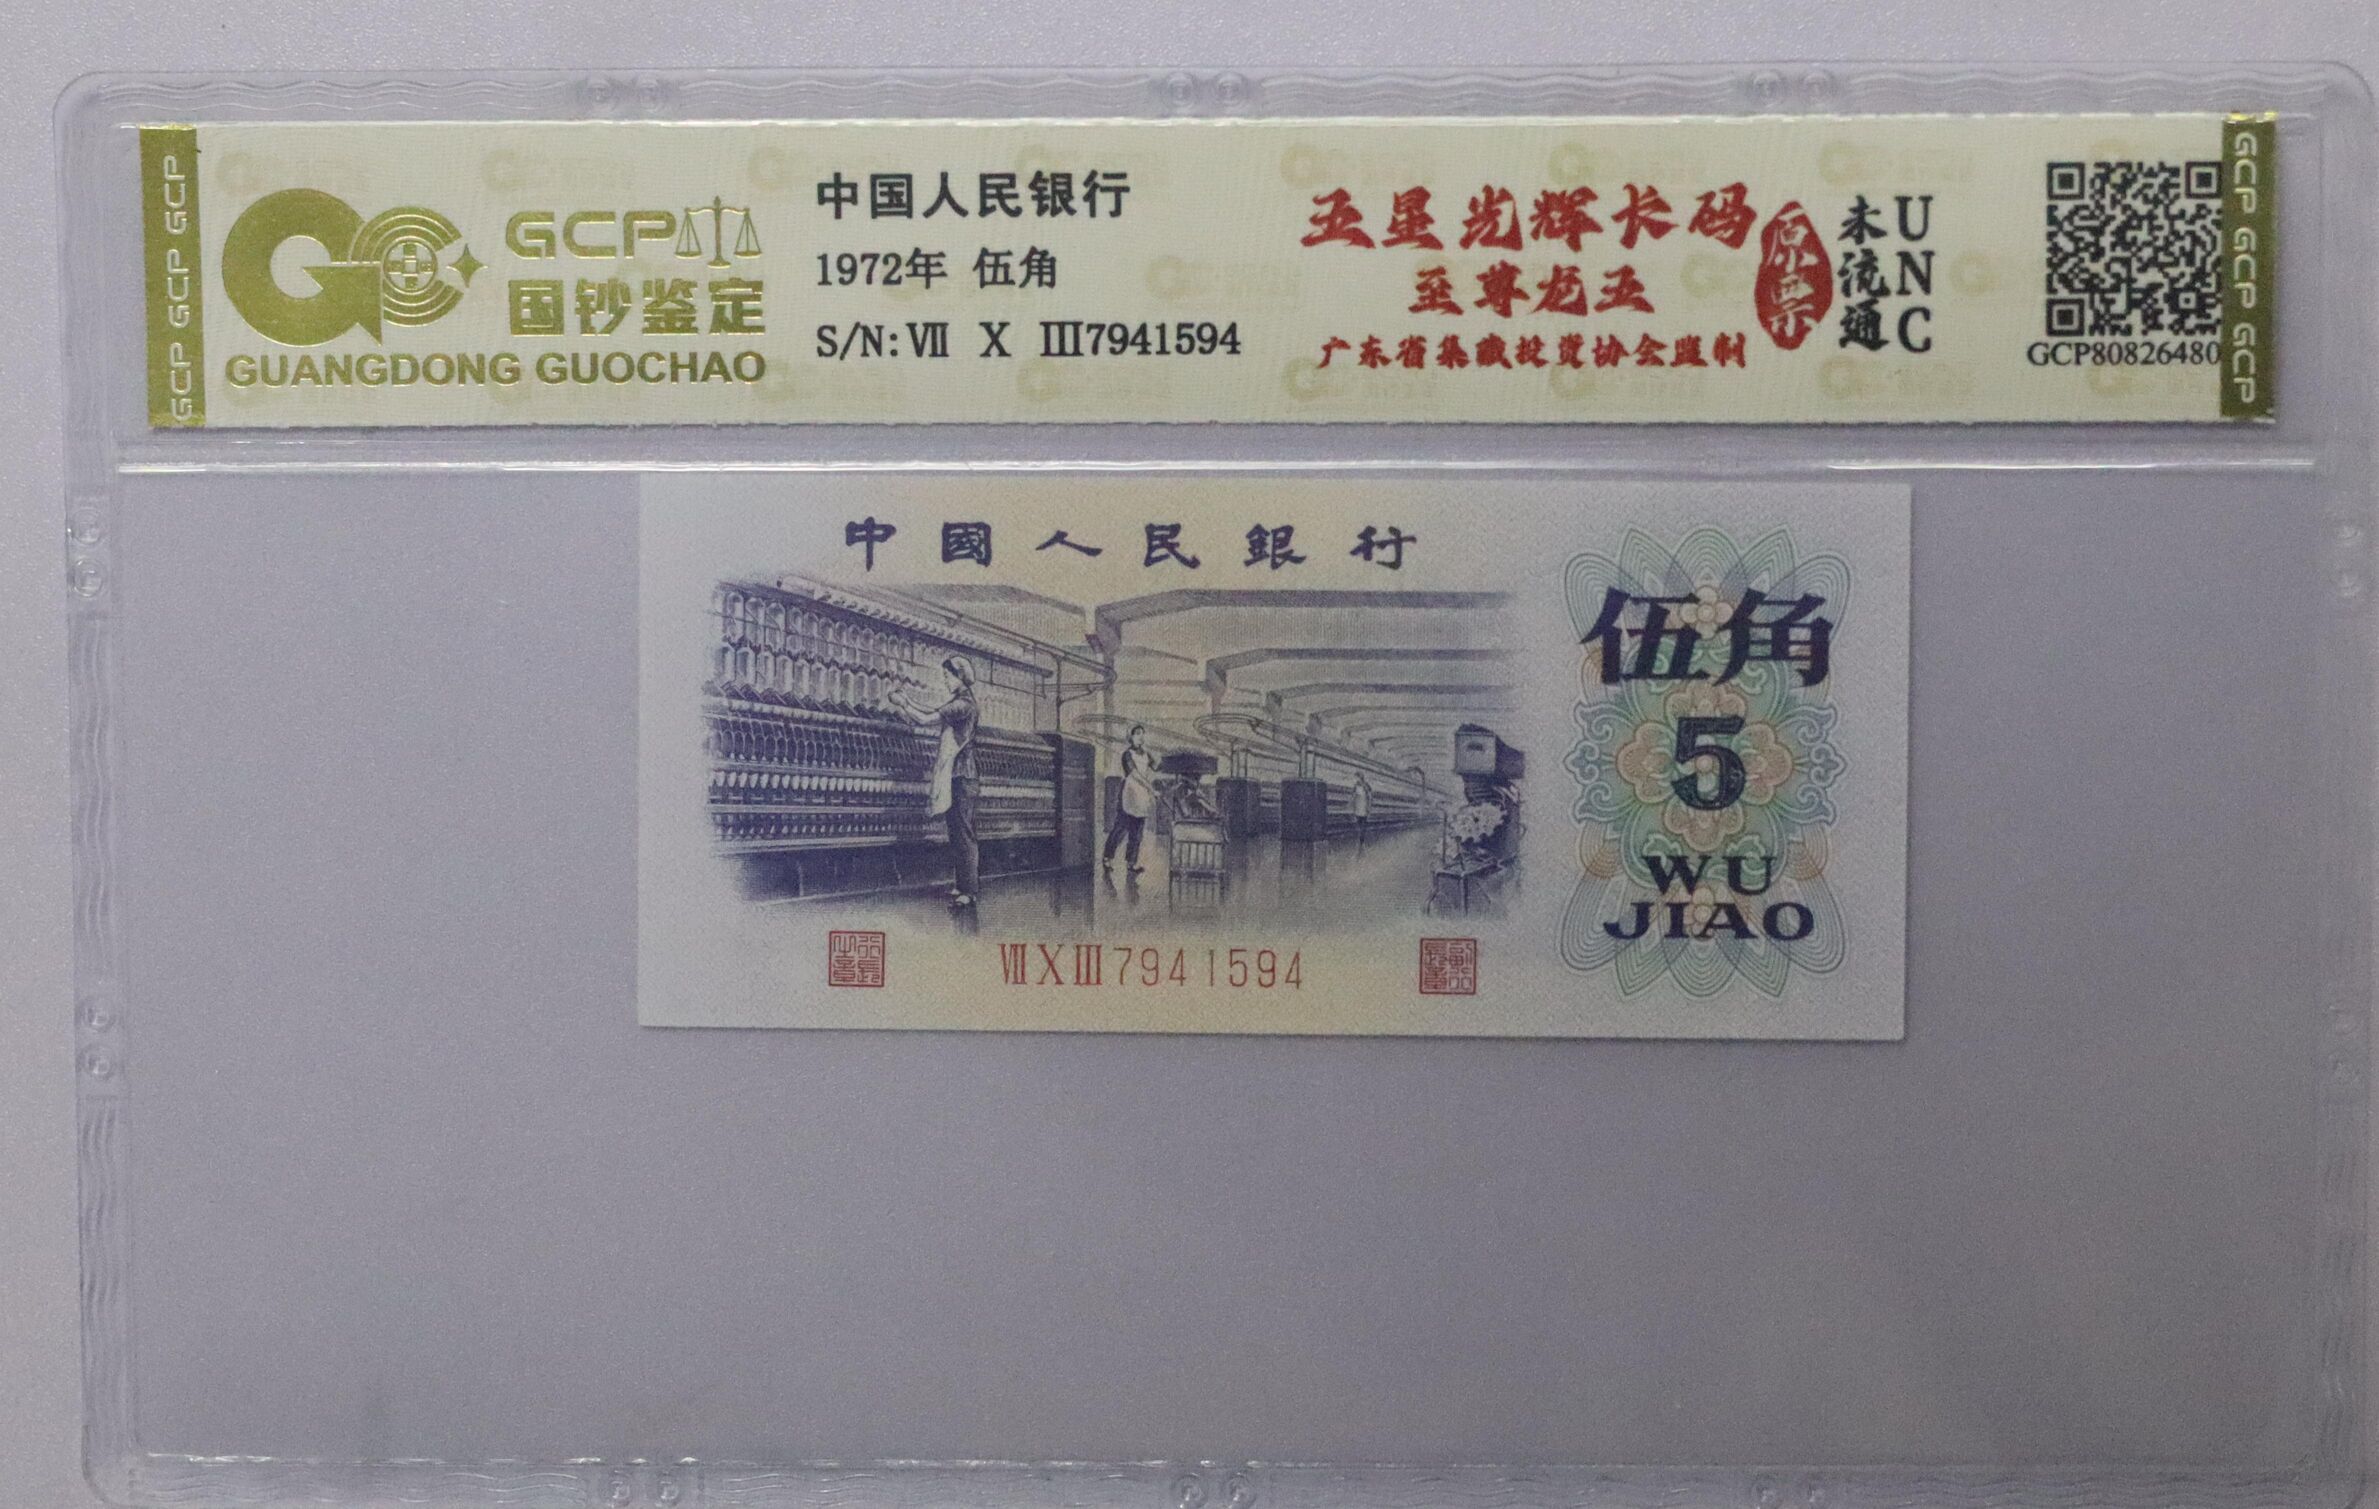 GCP GCP GCP
GCP
国钞鉴定
GUANGDONG GUOCHAO
中国人民银行
1972年 伍角
S/N:Ⅶ Ⅹ Ⅲ7941594
五星光辉长码
至尊龙五
广东省集藏投资协会监制
原票
未流通
UNC
GCP80826480
GCP GCP GCP
中國人民銀行
伍角
5
WU
JIAO
ⅦⅩⅢ7941594